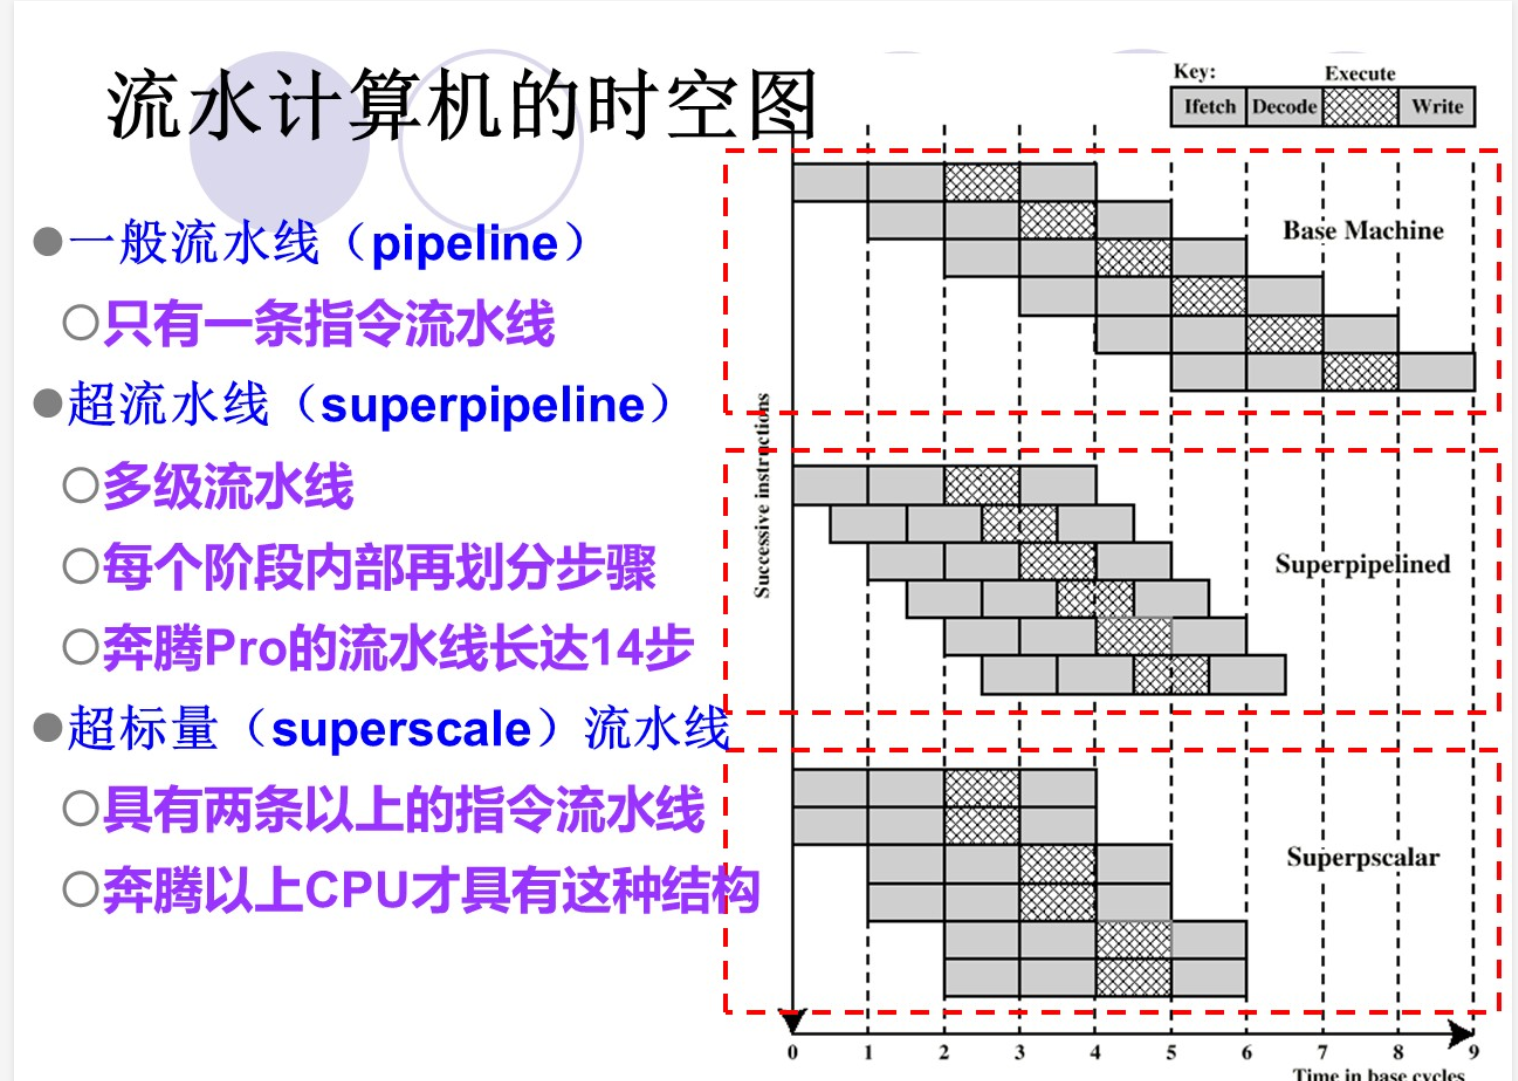 流水计算机的时空图
●一般流水线（pipeline）
○只有一条指令流水线
●超流水线（superpipeline）
○多级流水线
○每个阶段内部再划分步骤
○奔腾Pro的流水线长达14步
●超标量（superscale）流水线
○具有两条以上的指令流水线
○奔腾以上CPU才具有这种结构
Key:
Execute
Ifetch Decode Write
Base Machine
Successive instructions
Superpipelined
Superpscalar
0 1 2 3 4 5 6 7 8 9
Time in base cycles